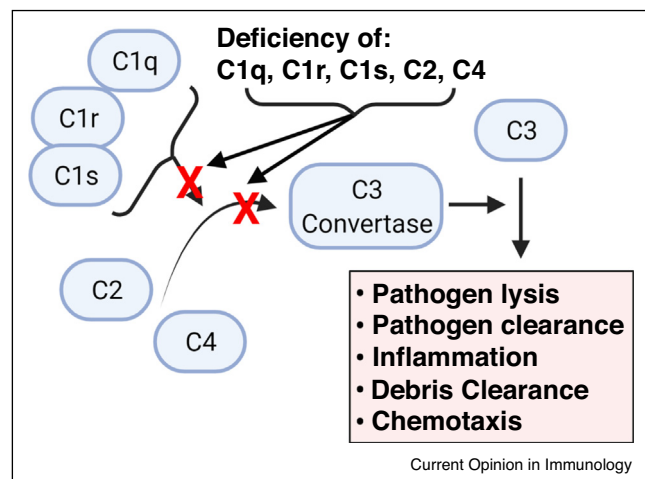 Deficiency of:
C1q, C1r, C1s, C2, C4
C1q
C1r
C1s
C3
C3
Convertase
C2
C4
X
X
• Pathogen lysis
• Pathogen clearance
• Inflammation
• Debris Clearance
• Chemotaxis
Current Opinion in Immunology